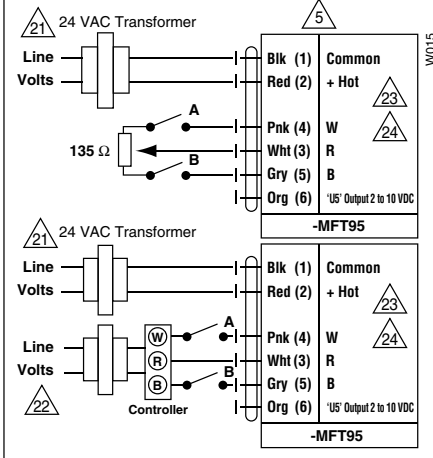 21 24 VAC Transformer
5
W015
Line
Volts
Blk (1) Common
Red (2) + Hot
23
A
Pnk (4) W
24
135 Ω
Wht (3) R
B
Gry (5) B
Org (6) ‘U5’ Output 2 to 10 VDC
-MFT95
21 24 VAC Transformer
Line
Volts
Blk (1) Common
Red (2) + Hot
23
A
W
Pnk (4) W
24
Line
Volts
R
Wht (3) R
B
B
Gry (5) B
22
Controller
Org (6) ‘U5’ Output 2 to 10 VDC
-MFT95